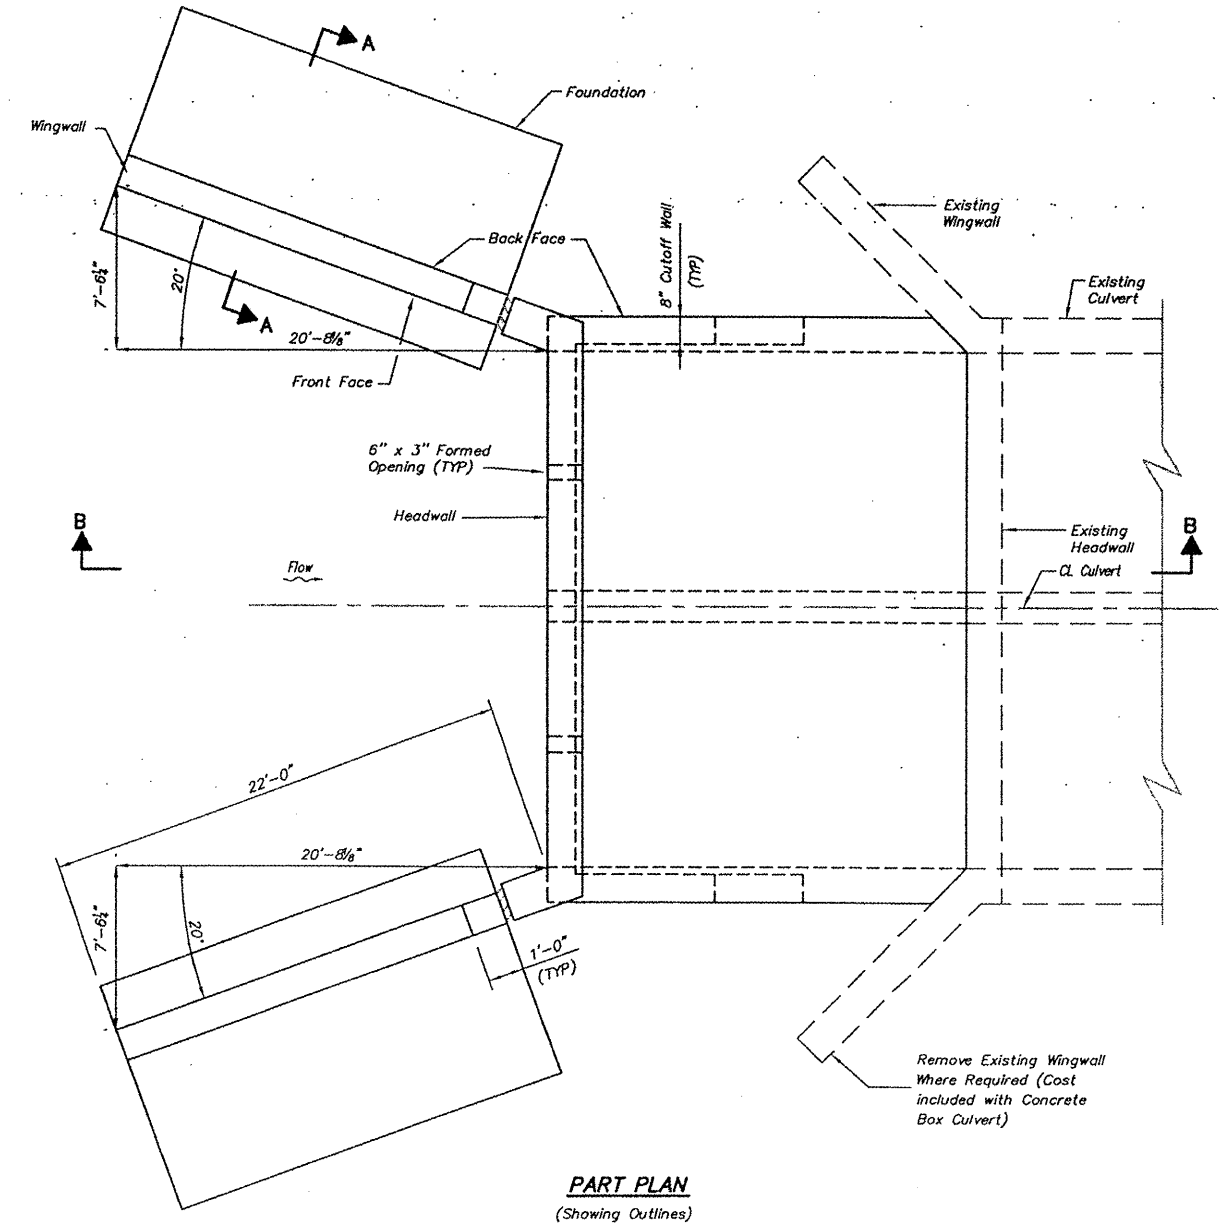 A
Foundation
Wingwall
Existing
Wingwall
Back Face
8" Cutoff Wall
(TYP)
Existing
Culvert
7'-6¼"
20°
A
20'-8⅛"
Front Face
6" x 3" Formed
Opening (TYP)
Headwall
B
B
Existing
Headwall
CL Culvert
Flow
22'-0"
20'-8⅛"
7'-6¼"
20°
1'-0"
(TYP)
Remove Existing Wingwall
Where Required (Cost
included with Concrete
Box Culvert)
PART PLAN
(Showing Outlines)